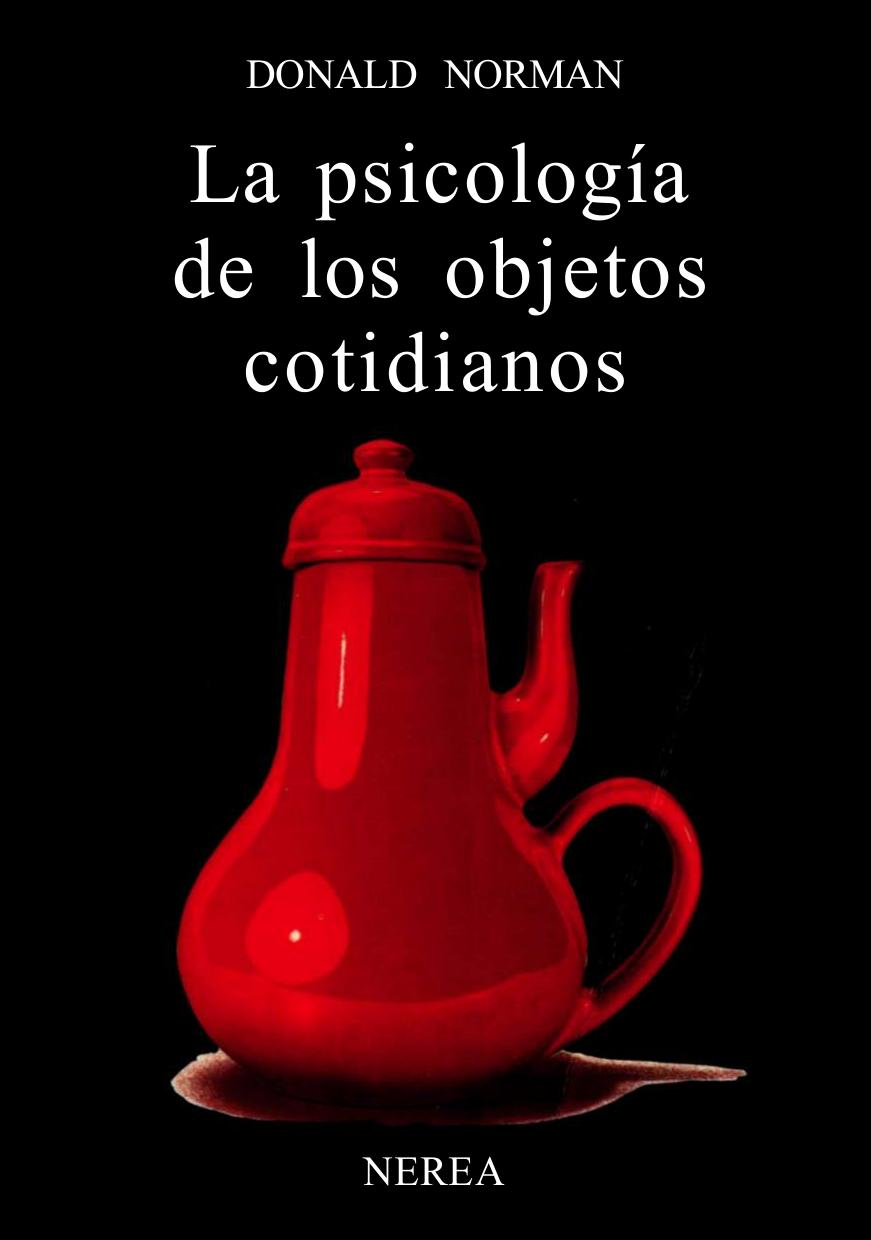 DONALD NORMAN
La psicología
de los objetos
cotidianos
NEREA